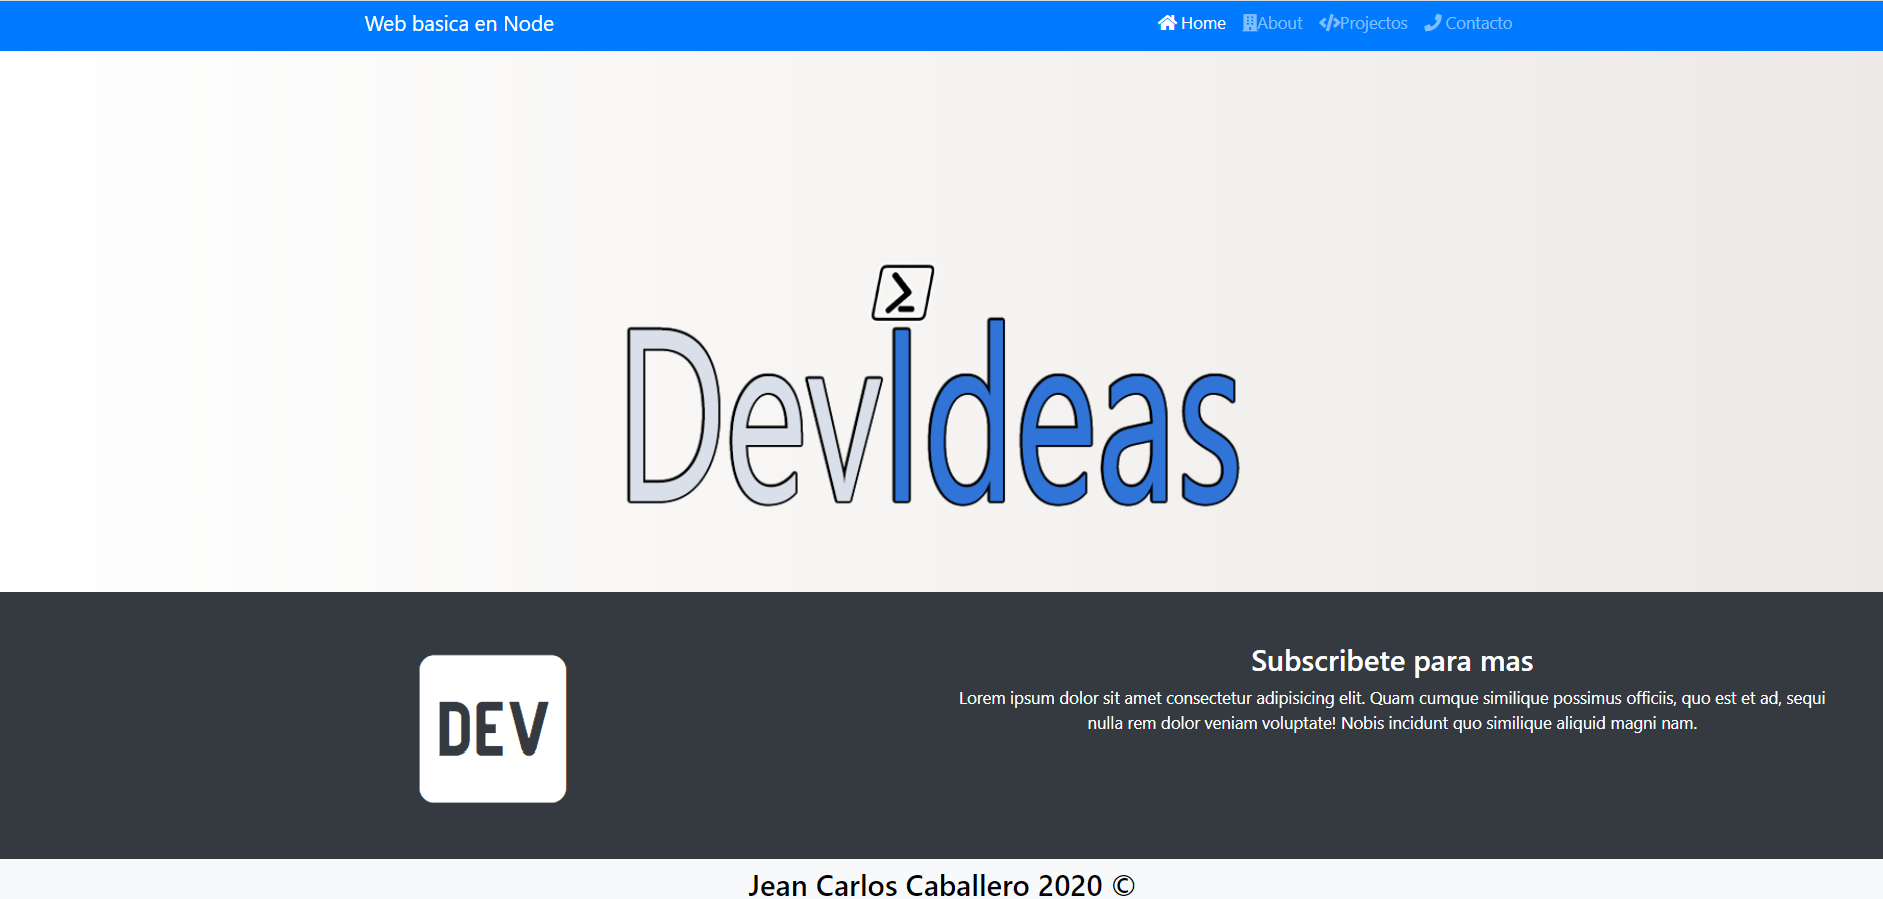 Web basica en Node
Home About Projectos Contacto
DevIdeas
DEV
Subscribete para mas
Lorem ipsum dolor sit amet consectetur adipisicing elit. Quam cumque similique possimus officiis, quo est et ad, sequi
nulla rem dolor veniam voluptate! Nobis incidunt quo similique aliquid magni nam.
Jean Carlos Caballero 2020 ©